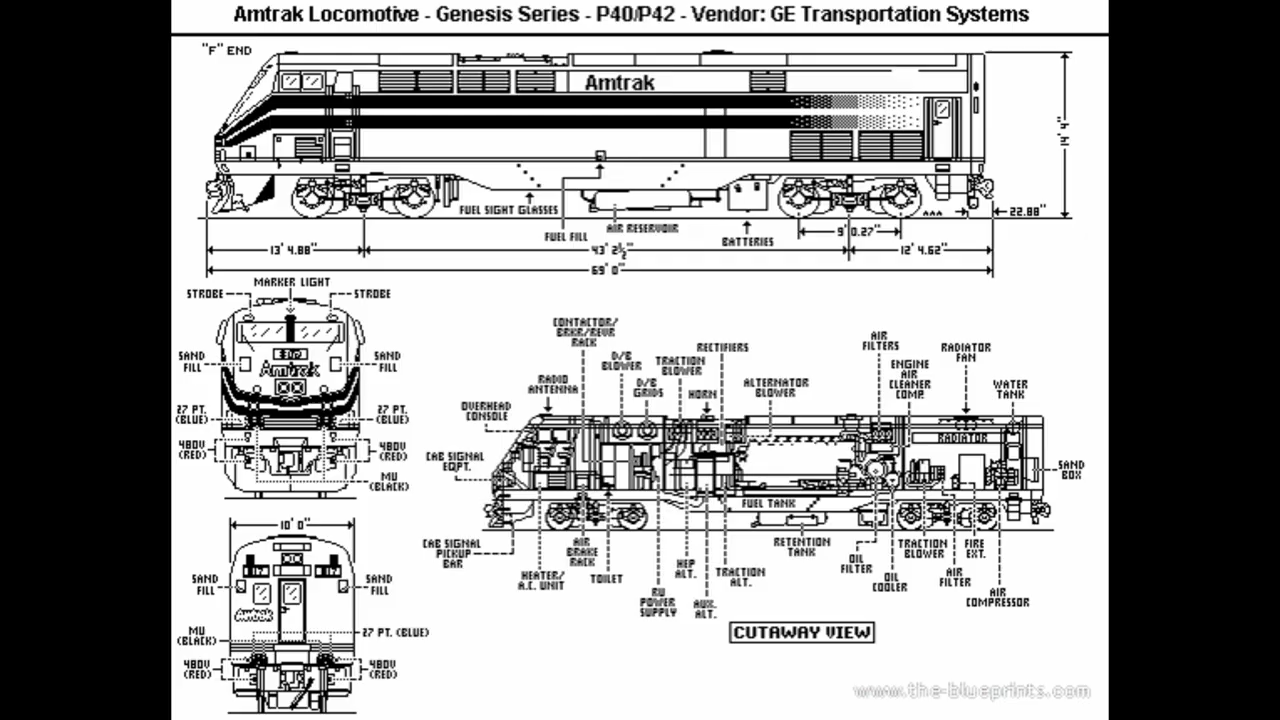 Amtrak Locomotive - Genesis Series - P40/P42 - Vendor: GE Transportation Systems
"F" END
Amtrak
14' 4"
FUEL SIGHT GLASSES
FUEL FILL
AIR RESERVOIR
BATTERIES
22.88"
9' 0.27"
13' 4.88"
43' 2½"
12' 4.62"
69' 0"
MARKER LIGHT
STROBE
STROBE
SAND
FILL
SAND
FILL
Amtrak
27 PT.
(BLUE)
27 PT.
(BLUE)
480V
(RED)
480V
(RED)
MU
(BLACK)
10' 0"
SAND
FILL
SAND
FILL
Amtrak
MU
(BLACK)
27 PT. (BLUE)
480V
(RED)
480V
(RED)
CONTACTOR/
BRKR/REVR
RACK
D/B
BLOWER
D/B
GRIDS
TRACTION
BLOWER
RECTIFIERS
HORN
ALTERNATOR
BLOWER
AIR
FILTERS
ENGINE
AIR
CLEANER
COMP.
RADIATOR
FAN
WATER
TANK
RADIO
ANTENNA
OVERHEAD
CONSOLE
CAB SIGNAL
EQPT.
RADIATOR
SAND
BOX
FUEL TANK
CAB SIGNAL
PICKUP
BAR
HEATER/
A.C. UNIT
AIR
BRAKE
RACK
TOILET
RU
POWER
SUPPLY
HEP
ALT.
AUX.
ALT.
TRACTION
ALT.
RETENTION
TANK
OIL
FILTER
OIL
COOLER
TRACTION
BLOWER
AIR
FILTER
FIRE
EXT.
AIR
COMPRESSOR
CUTAWAY VIEW
www.the-blueprints.com